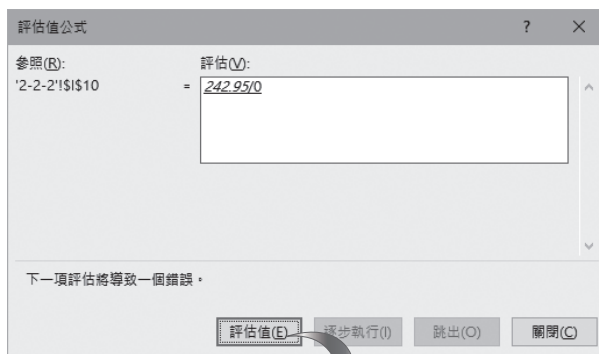 評估值公式 ? ×
參照(R): 評估(V):
'2-2-2'!$I$10 = 242.95/0
下一項評估將導致一個錯誤。
評估值(E) 逐步執行(I) 跳出(O) 關閉(C)